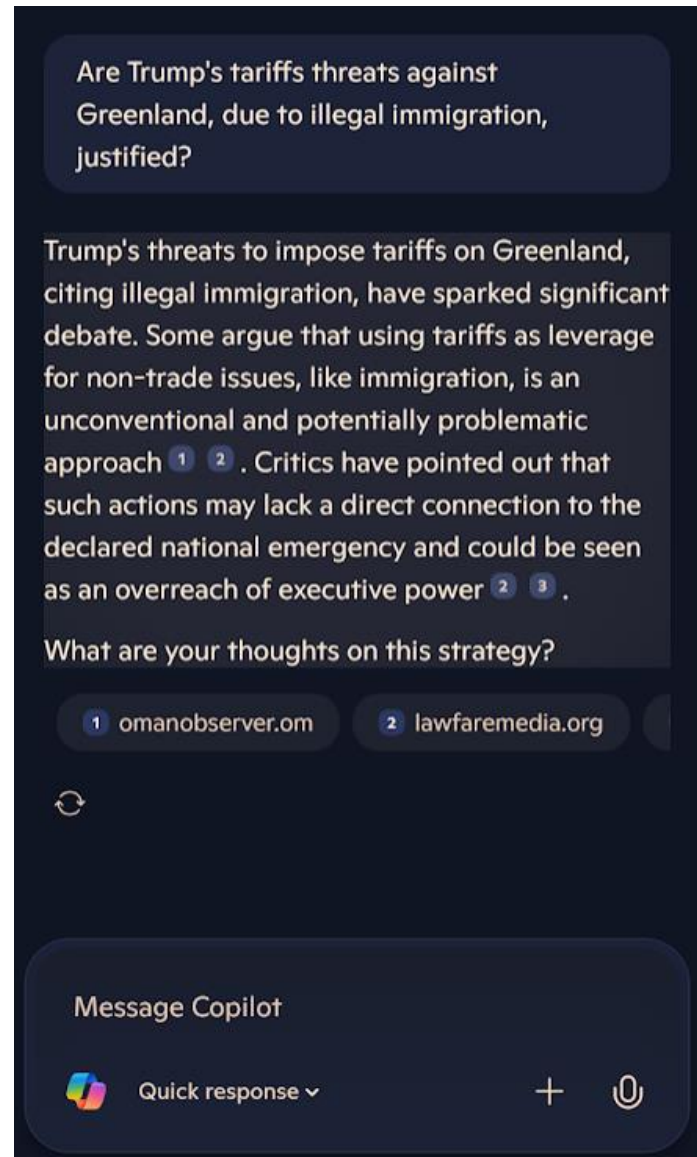 Are Trump's tariffs threats against
Greenland, due to illegal immigration,
justified?
Trump's threats to impose tariffs on Greenland,
citing illegal immigration, have sparked significant
debate. Some argue that using tariffs as leverage
for non-trade issues, like immigration, is an
unconventional and potentially problematic
approach 1 2 . Critics have pointed out that
such actions may lack a direct connection to the
declared national emergency and could be seen
as an overreach of executive power 2 3 .
What are your thoughts on this strategy?
1 omanobserver.om 2 lawfaremedia.org
Message Copilot
Quick response